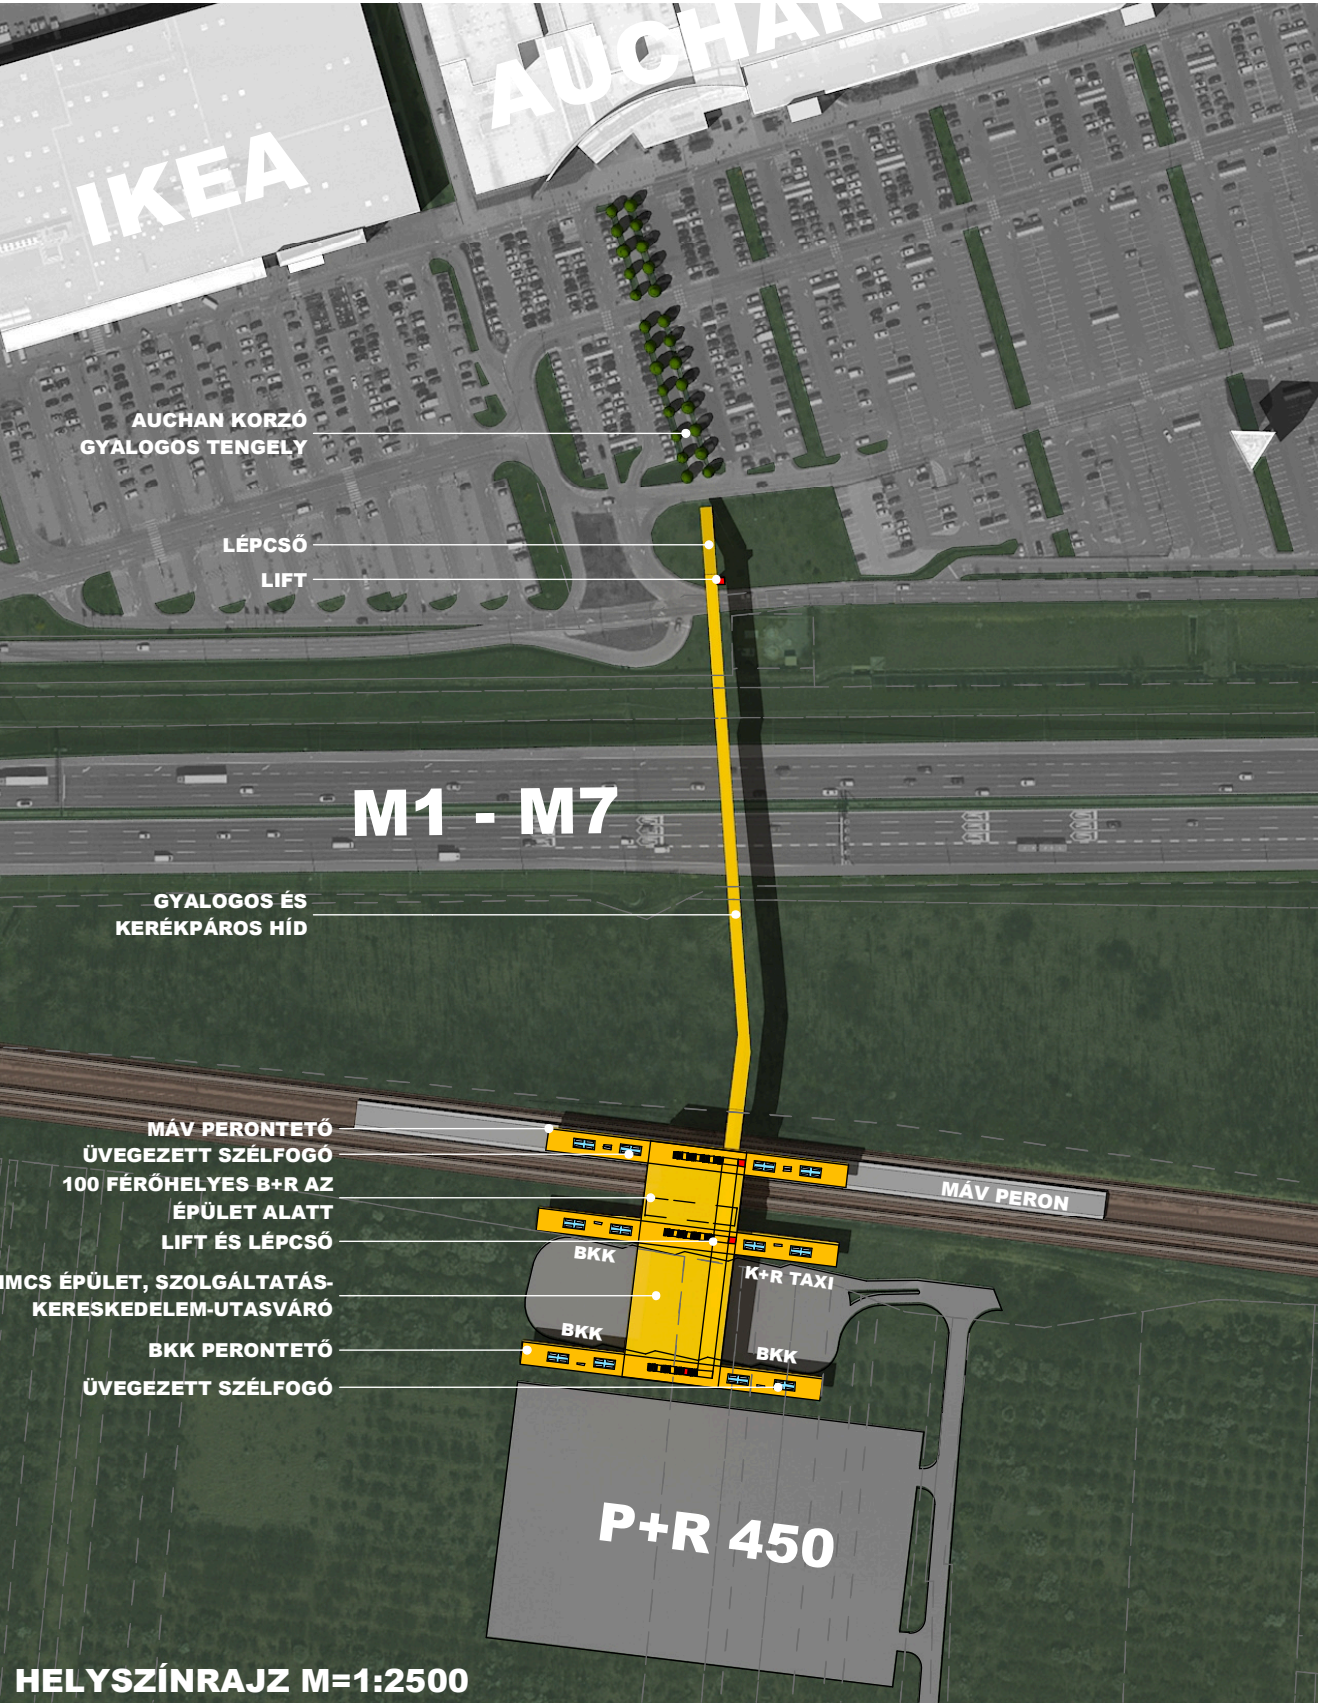 AUCHAN
IKEA
AUCHAN KORZÓ
GYALOGOS TENGELY
LÉPCSŐ
LIFT
M1 - M7
GYALOGOS ÉS
KERÉKPÁROS HÍD
MÁV PERONTETŐ
ÜVEGEZETT SZÉLFOGÓ
100 FÉRŐHELYES B+R AZ
ÉPÜLET ALATT
LIFT ÉS LÉPCSŐ
IMCS ÉPÜLET, SZOLGÁLTATÁS-
KERESKEDELEM-UTASVÁRÓ
BKK PERONTETŐ
ÜVEGEZETT SZÉLFOGÓ
MÁV PERON
BKK
K+R TAXI
BKK
BKK
P+R 450
HELYSZÍNRAJZ M=1:2500